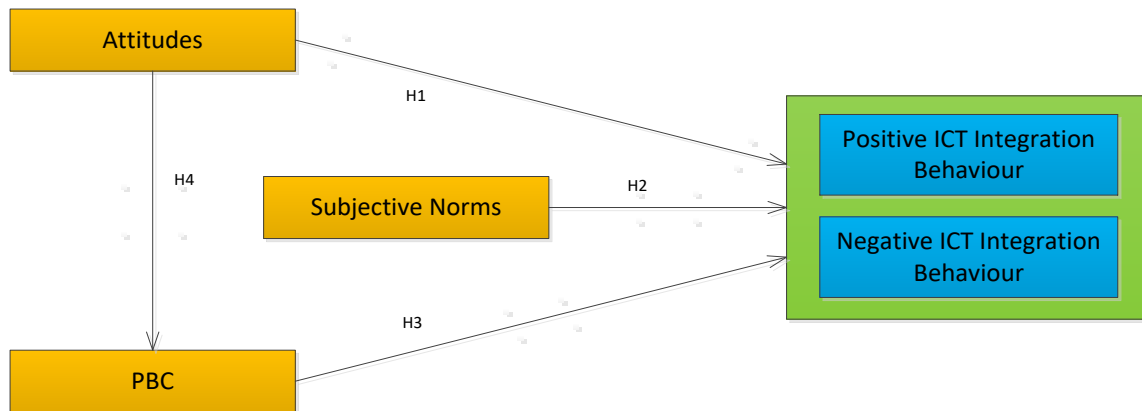 Attitudes
H1
Positive ICT Integration
Behaviour
H4
H2
Subjective Norms
Negative ICT Integration
Behaviour
H3
PBC